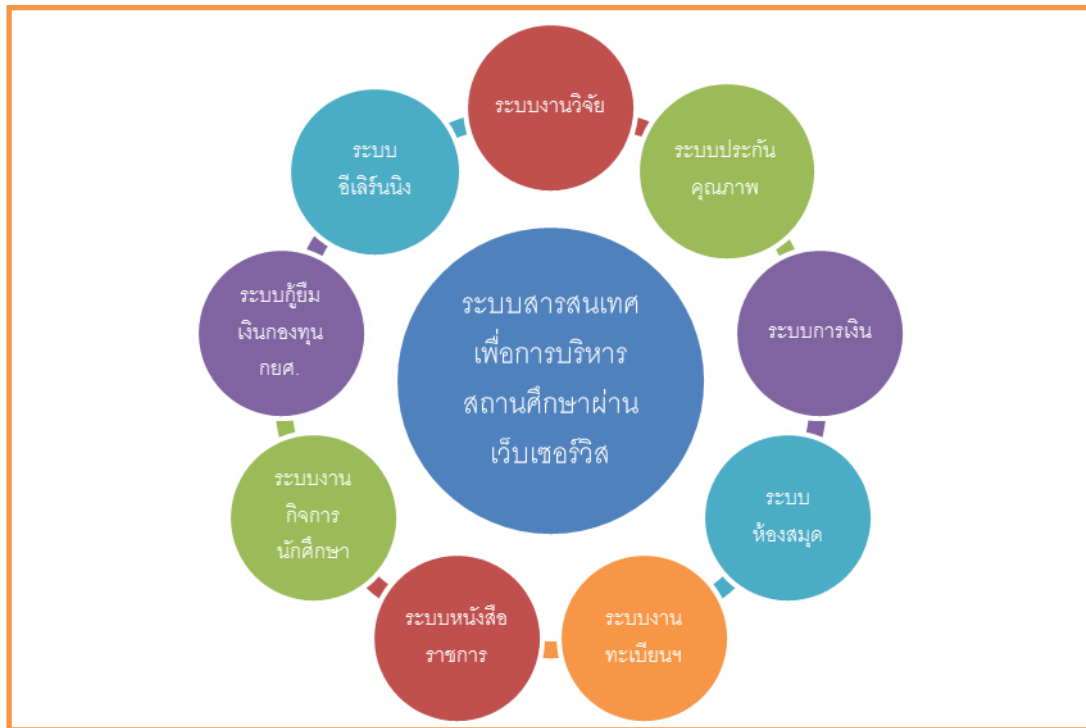 ระบบงานวิจัย
ระบบประกัน
คุณภาพ
ระบบการเงิน
ระบบ
ห้องสมุด
ระบบงาน
ทะเบียนฯ
ระบบหนังสือ
ราชการ
ระบบงาน
กิจการ
นักศึกษา
ระบบกู้ยืม
เงินกองทุน
กยศ.
ระบบ
อีเลิร์นนิง
ระบบสารสนเทศ
เพื่อการบริหาร
สถานศึกษาผ่าน
เว็บเซอร์วิส